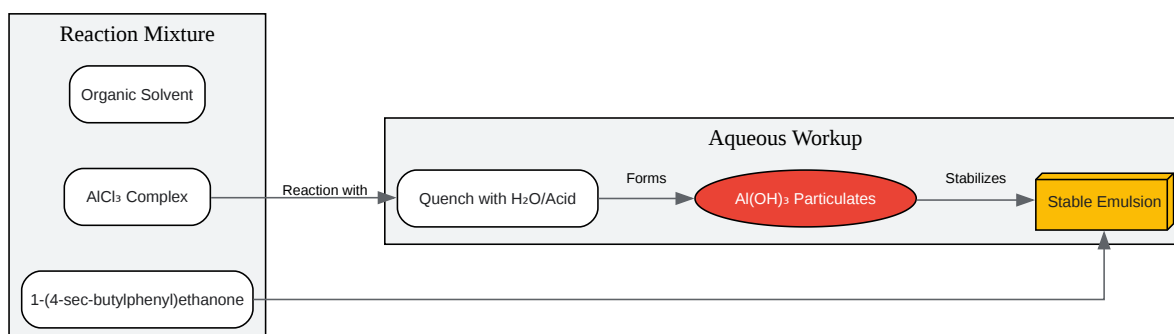 Reaction Mixture
Organic Solvent
AlCl₃ Complex
1-(4-sec-butylphenyl)ethanone
Reaction with
Aqueous Workup
Quench with H₂O/Acid
Forms
Al(OH)₃ Particulates
Stabilizes
Stable Emulsion